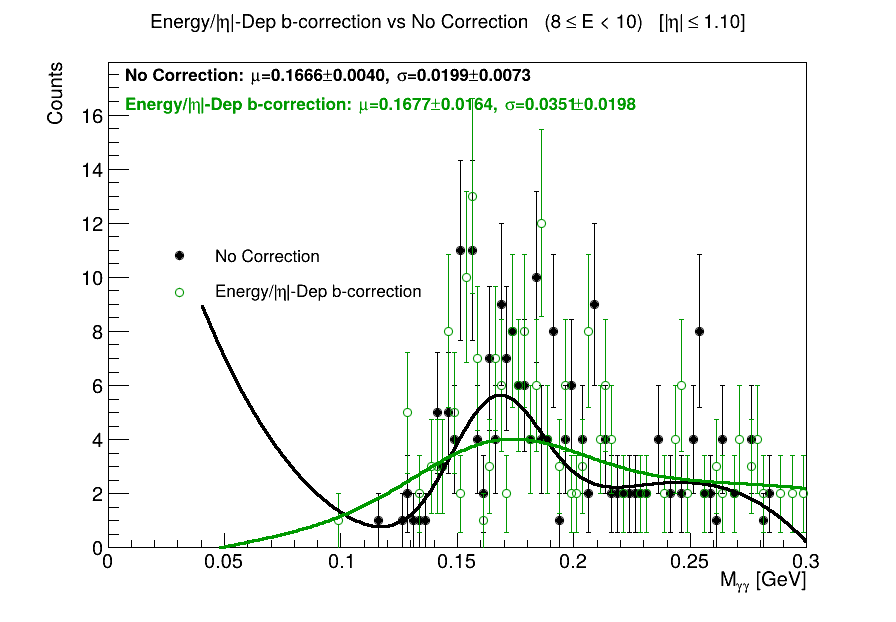 Energy/|η|-Dep b-correction vs No Correction (8 ≤ E < 10) [|η| ≤ 1.10]
Counts
No Correction: μ=0.1666±0.0040, σ=0.0199±0.0073
Energy/|η|-Dep b-correction: μ=0.1677±0.0164, σ=0.0351±0.0198
16
14
12
10
8
6
4
2
0
No Correction
Energy/|η|-Dep b-correction
0 0.05 0.1 0.15 0.2 0.25 0.3
Mγγ [GeV]